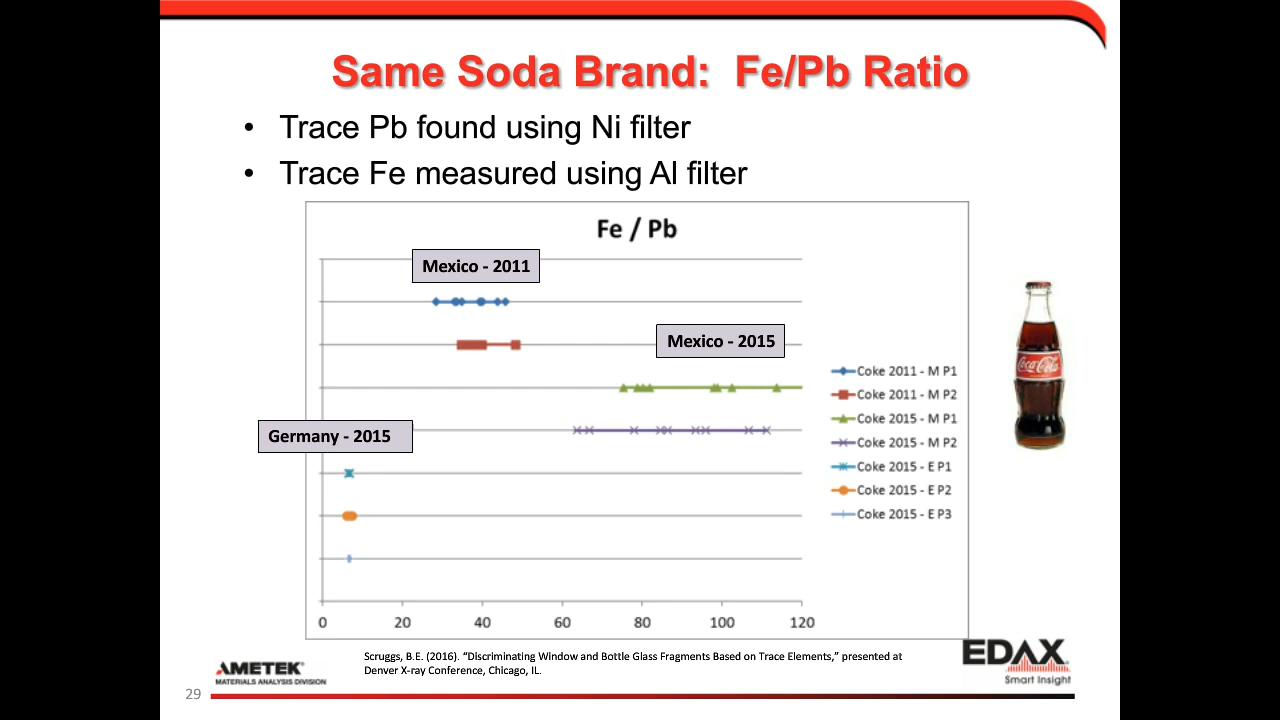 Same Soda Brand:  Fe/Pb Ratio
• Trace Pb found using Ni filter
• Trace Fe measured using Al filter
Fe / Pb
Mexico - 2011
Mexico - 2015
Germany - 2015
Coke 2011 - M P1
Coke 2011 - M P2
Coke 2015 - M P1
Coke 2015 - M P2
Coke 2015 - E P1
Coke 2015 - E P2
Coke 2015 - E P3
Coca-Cola
0 20 40 60 80 100 120
Scruggs, B.E. (2016). “Discriminating Window and Bottle Glass Fragments Based on Trace Elements,” presented at
Denver X-ray Conference, Chicago, IL.
AMETEK®
MATERIALS ANALYSIS DIVISION
EDAX®
Smart Insight
29